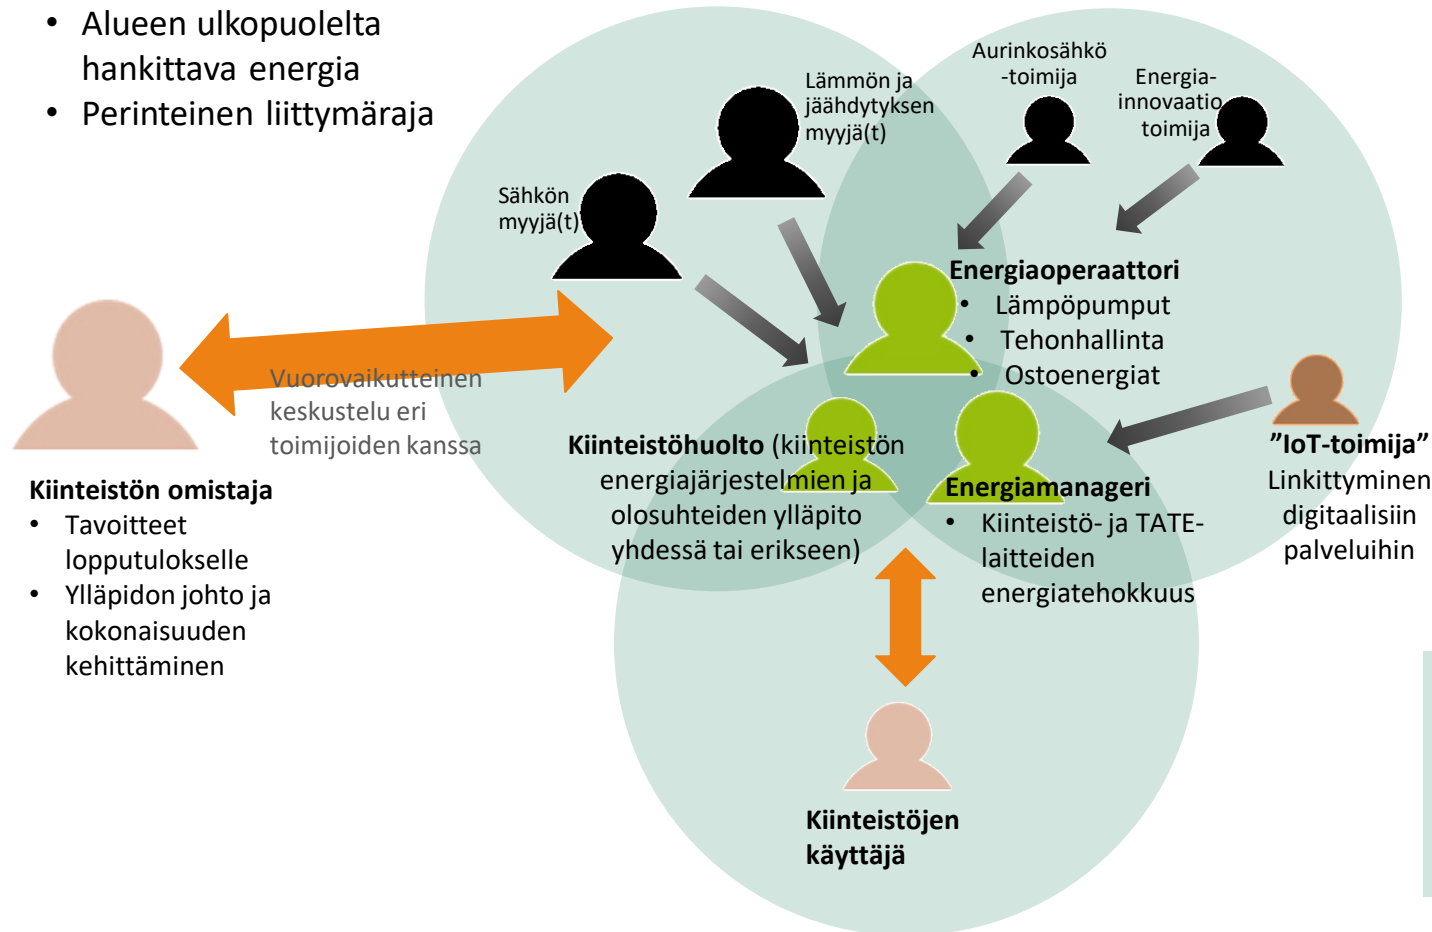 • Alueen ulkopuolelta
hankittava energia
• Perinteinen liittymäraja
Lämmön ja
jäähdytyksen
myyjä(t)
Aurinkosähkö
-toimija
Energia-
innovaatio
toimija
Sähkön
myyjä(t)
Energiaoperaattori
• Lämpöpumput
• Tehonhallinta
• Ostoenergiat
Vuorovaikutteinen
keskustelu eri
toimijoiden kanssa
Kiinteistöhuolto (kiinteistön
energiajärjestelmien ja
olosuhteiden ylläpito
yhdessä tai erikseen)
Energiamanageri
• Kiinteistö- ja TATE-
laitteiden
energiatehokkuus
”IoT-toimija”
Linkittyminen
digitaalisiin
palveluihin
Kiinteistön omistaja
• Tavoitteet
lopputulokselle
• Ylläpidon johto ja
kokonaisuuden
kehittäminen
Kiinteistöjen
käyttäjä